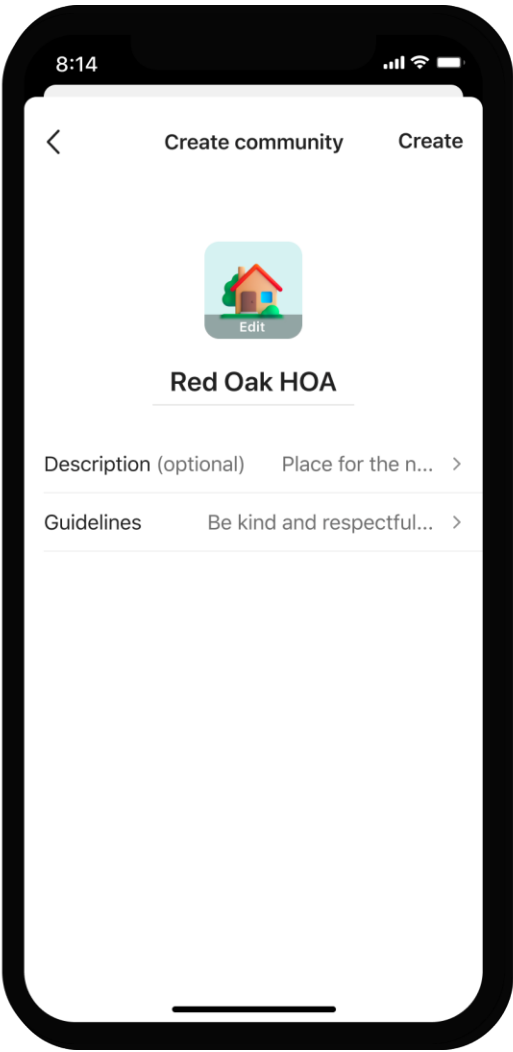 8:14
Create community Create
Edit
Red Oak HOA
Description (optional) Place for the n...
Guidelines Be kind and respectful...